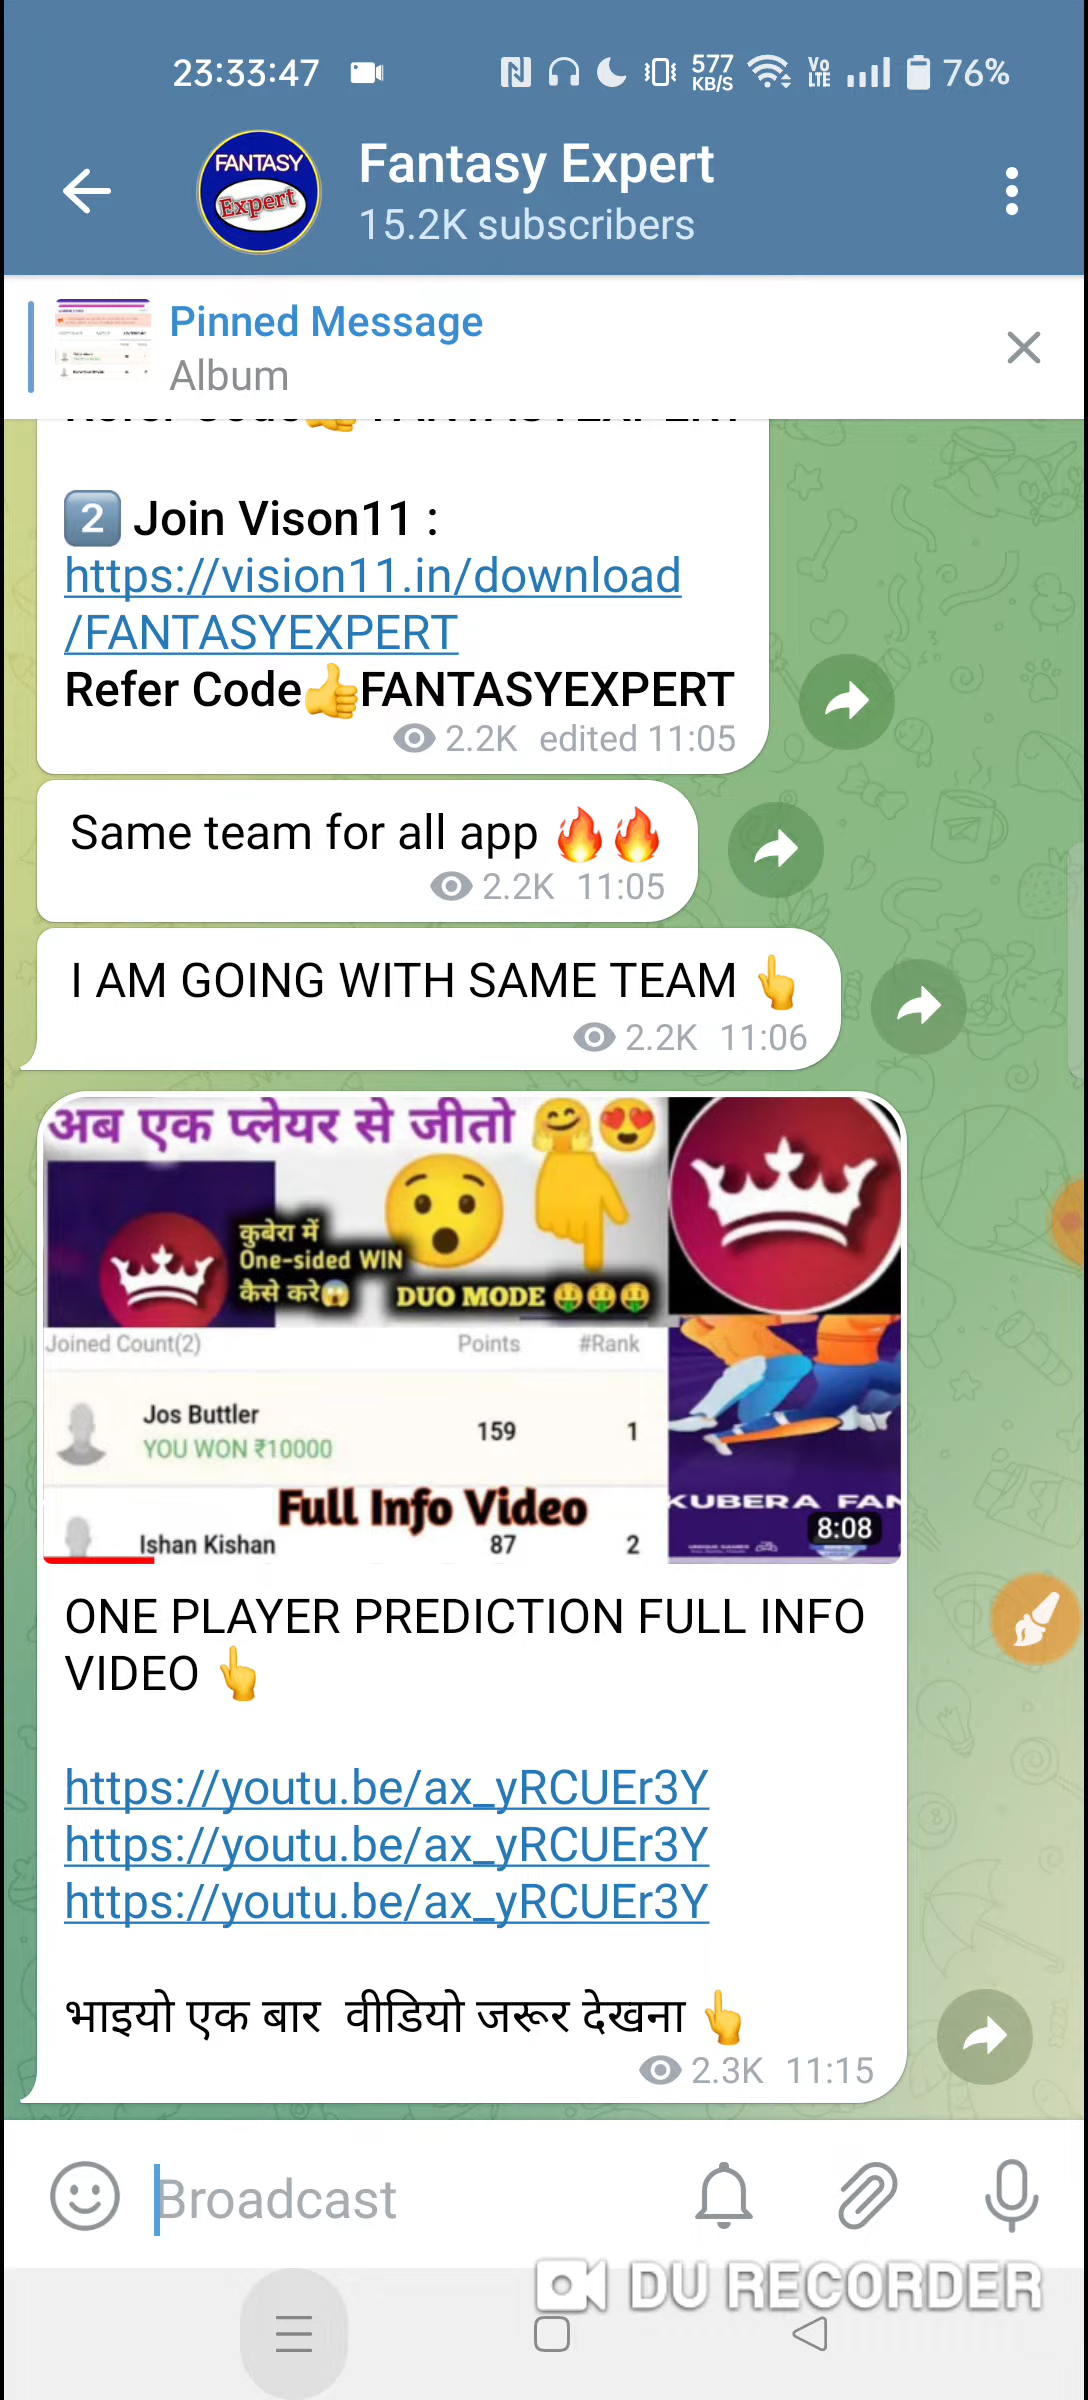 23:33:47 577 KB/S Vo LTE 76%
FANTASY Expert
Fantasy Expert
15.2K subscribers
Pinned Message
Album
2 Join Vison11 :
https://vision11.in/download
/FANTASYEXPERT
Refer Code👍FANTASYEXPERT
2.2K edited 11:05
Same team for all app 🔥🔥
2.2K 11:05
I AM GOING WITH SAME TEAM 👆
2.2K 11:06
अब एक प्लेयर से जीतो 🤗😍
कुबेरा में
One-sided WIN
कैसे करे😱 DUO MODE 🤑🤑🤑
Joined Count(2) Points #Rank
Jos Buttler 159 1
YOU WON ₹10000
Full Info Video
Ishan Kishan 87 2
KUBERA FAN
8:08
ONE PLAYER PREDICTION FULL INFO
VIDEO 👆
https://youtu.be/ax_yRCUEr3Y
https://youtu.be/ax_yRCUEr3Y
https://youtu.be/ax_yRCUEr3Y
भाइयो एक बार वीडियो जरूर देखना 👆
2.3K 11:15
Broadcast
DU RECORDER